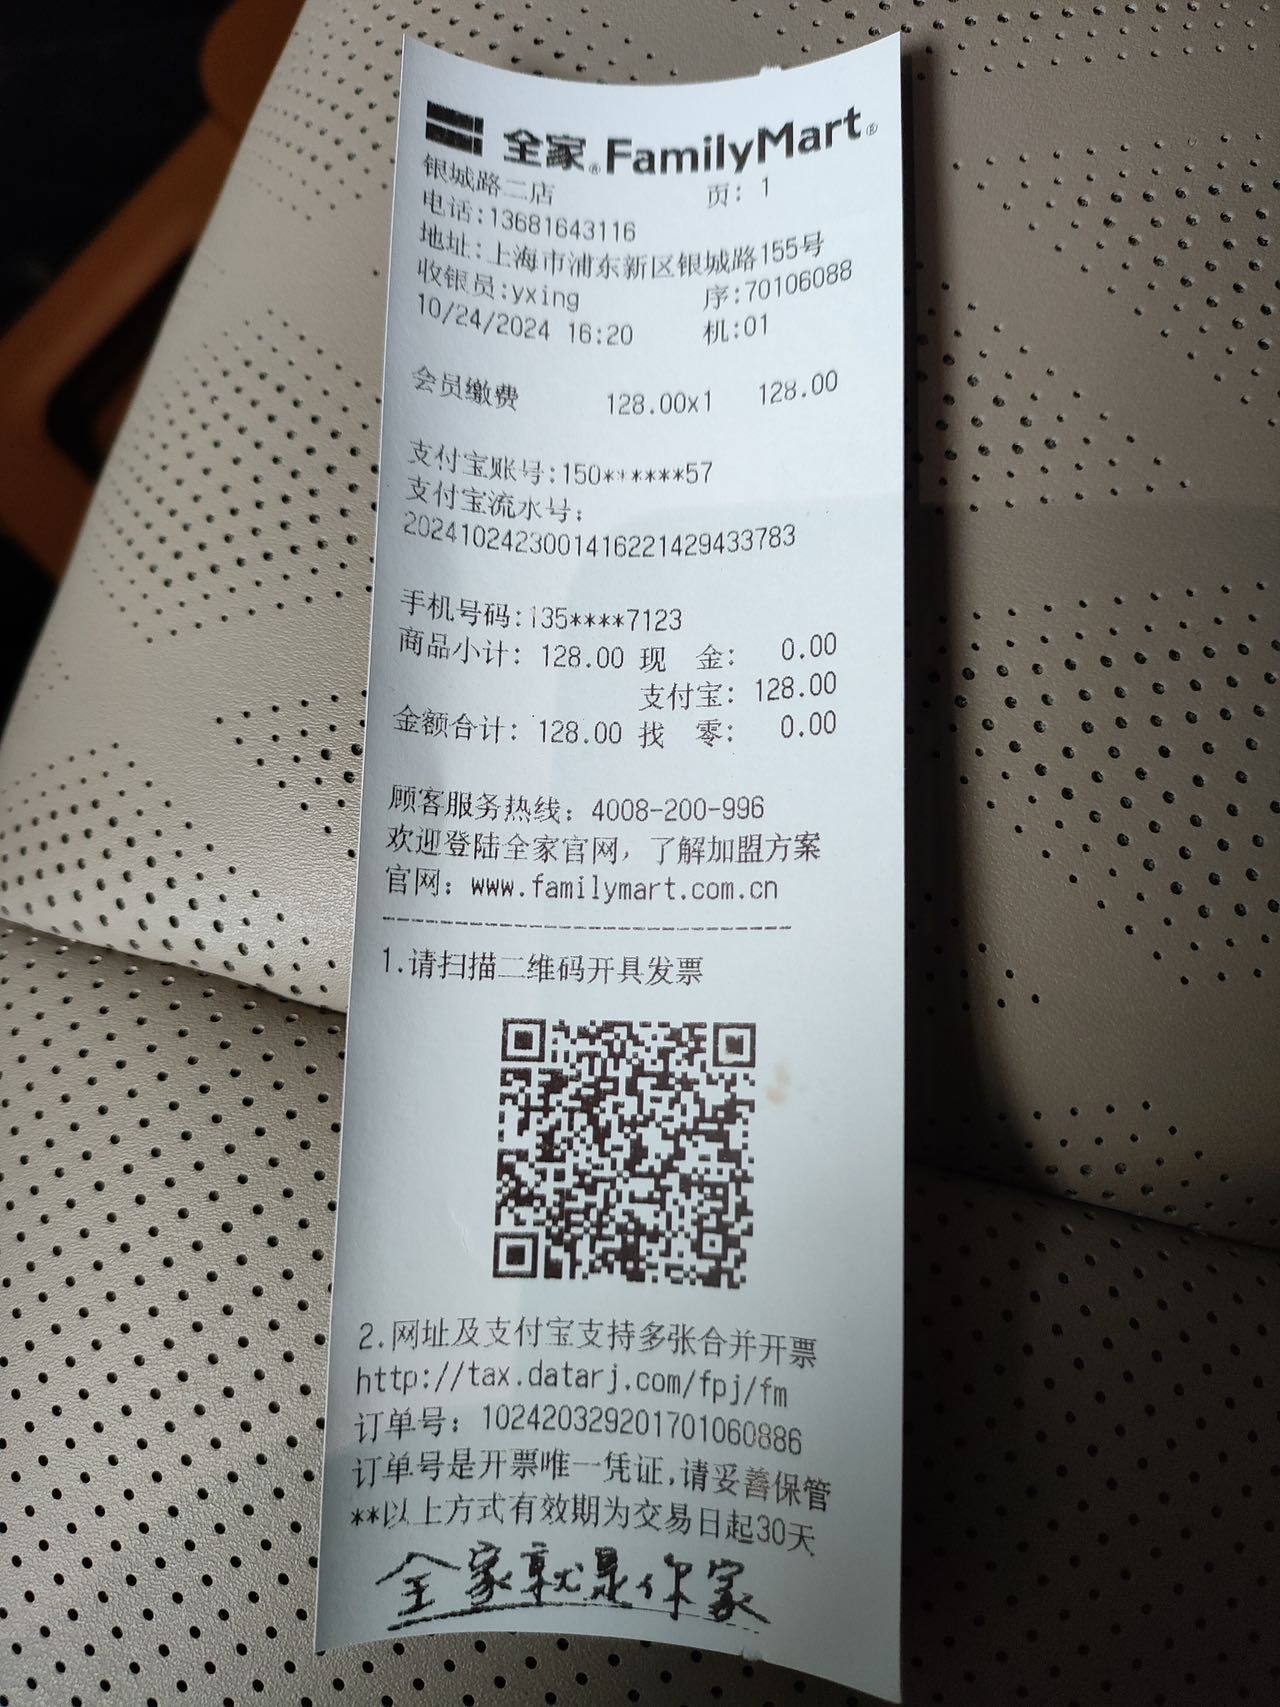 全家® FamilyMart®
银城路二店 页: 1
电话:13681643116
地址:上海市浦东新区银城路155号
收银员:yxing 序:70106088
10/24/2024 16:20 机:01
会员缴费 128.00x1 128.00
支付宝账号:150******57
支付宝流水号:
2024102423001416221429433783
手机号码:135****7123
商品小计: 128.00 现 金: 0.00
支付宝: 128.00
金额合计: 128.00 找 零: 0.00
顾客服务热线: 4008-200-996
欢迎登陆全家官网, 了解加盟方案
官网: www.familymart.com.cn
1.请扫描二维码开具发票
2.网址及支付宝支持多张合并开票
http://tax.datarj.com/fpj/fm
订单号: 102420329201701060886
订单号是开票唯一凭证,请妥善保管
**以上方式有效期为交易日起30天
全家就是你家